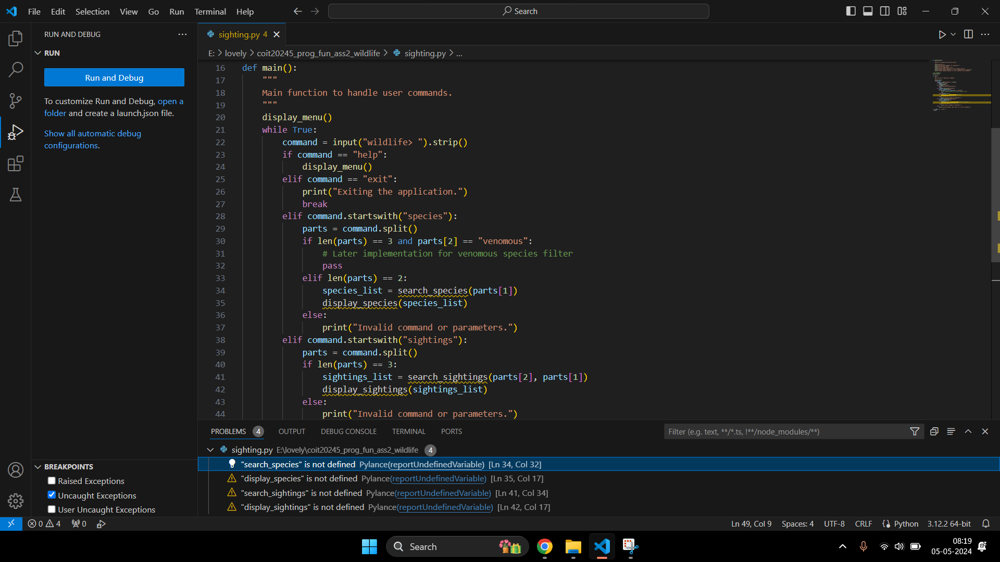 File Edit Selection View Go Run Terminal Help
Search
RUN AND DEBUG
RUN
Run and Debug
To customize Run and Debug, open a
folder and create a launch.json file.
Show all automatic debug
configurations.
sighting.py 4
E: > lovely > coit20245_prog_fun_ass2_wildlife > sighting.py > ...
16 def main():
17 """
18 Main function to handle user commands.
19 """
20 display_menu()
21 while True:
22 command = input("wildlife> ").strip()
23 if command == "help":
24 display_menu()
25 elif command == "exit":
26 print("Exiting the application.")
27 break
28 elif command.startswith("species"):
29 parts = command.split()
30 if len(parts) == 3 and parts[2] == "venomous":
31 # Later implementation for venomous species filter
32 pass
33 elif len(parts) == 2:
34 species_list = search_species(parts[1])
35 display_species(species_list)
36 else:
37 print("Invalid command or parameters.")
38 elif command.startswith("sightings"):
39 parts = command.split()
40 if len(parts) == 3:
41 sightings_list = search_sightings(parts[2], parts[1])
42 display_sightings(sightings_list)
43 else:
44 print("Invalid command or parameters.")
PROBLEMS 4 OUTPUT DEBUG CONSOLE TERMINAL PORTS
Filter (e.g. text, **/*.ts, !**/node_modules/**)
sighting.py E:\lovely\coit20245_prog_fun_ass2_wildlife 4
"search_species" is not defined Pylance(reportUndefinedVariable) [Ln 34, Col 32]
"display_species" is not defined Pylance(reportUndefinedVariable) [Ln 35, Col 17]
"search_sightings" is not defined Pylance(reportUndefinedVariable) [Ln 41, Col 34]
"display_sightings" is not defined Pylance(reportUndefinedVariable) [Ln 42, Col 17]
BREAKPOINTS
Raised Exceptions
Uncaught Exceptions
User Uncaught Exceptions
0 4 0
Ln 49, Col 9 Spaces: 4 UTF-8 CRLF Python 3.12.2 64-bit
Search
08:19
05-05-2024